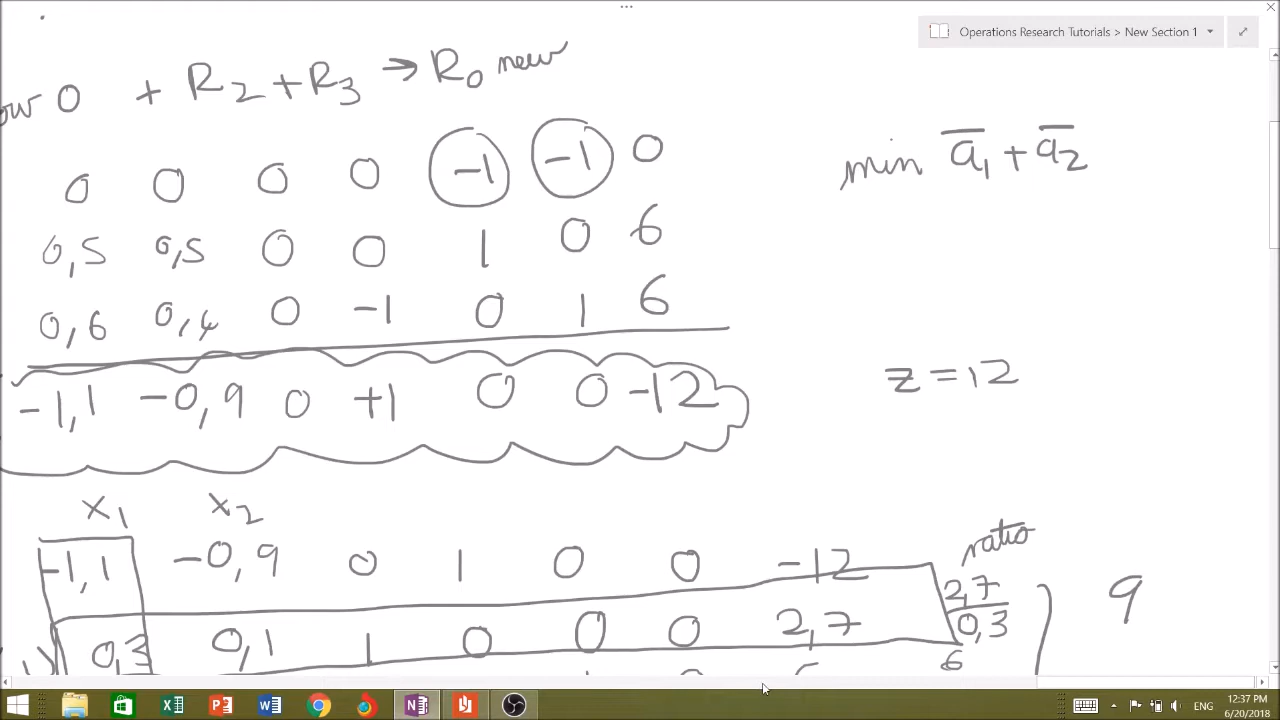 Operations Research Tutorials > New Section 1
ow 0 + R2 + R3 → R0 new
0 0 0 0 -1 -1 0
0,5 0,5 0 0 1 0 6
0,6 0,4 0 -1 0 1 6
-1,1 -0,9 0 +1 0 0 -12
min a̅1 + a̅2
z = 12
x1 x2
ratio
-1,1 -0,9 0 1 0 0 -12
0,3 0,1 1 0 0 0 2,7
2,7
0,3
9
6
ENG
12:37 PM
6/20/2018